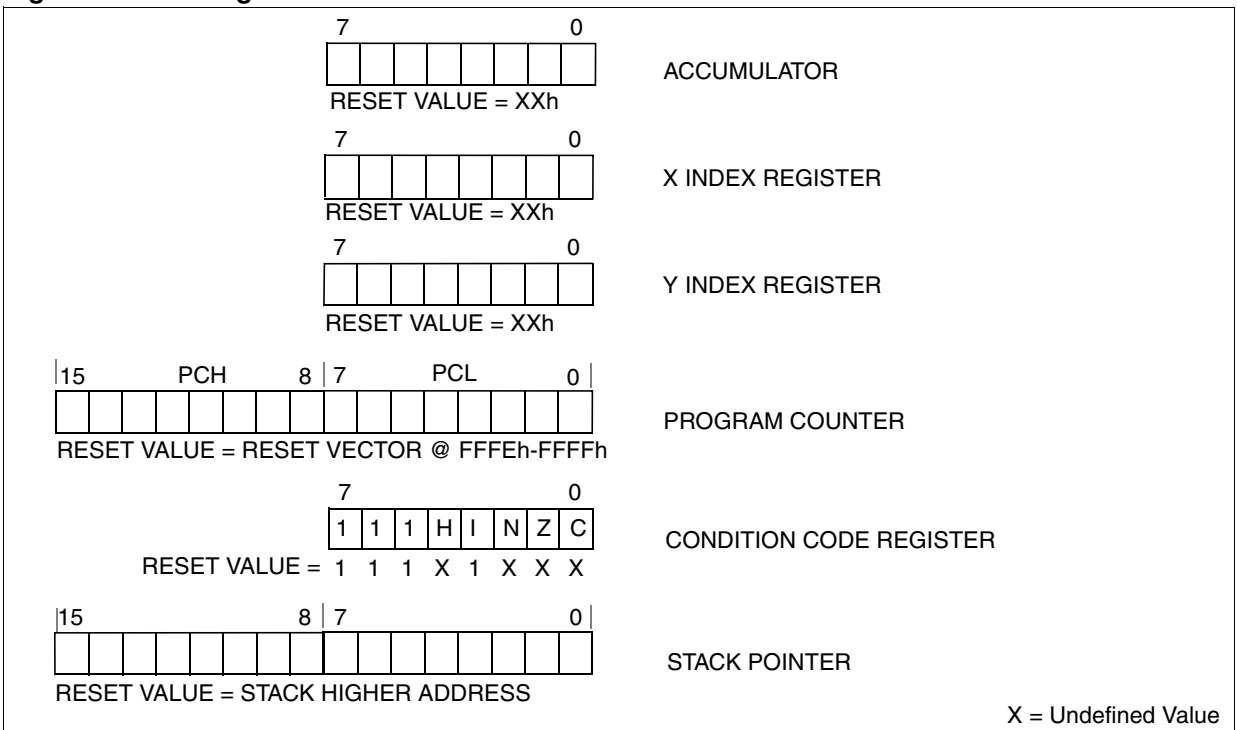 7 0
ACCUMULATOR
RESET VALUE = XXh
7 0
X INDEX REGISTER
RESET VALUE = XXh
7 0
Y INDEX REGISTER
RESET VALUE = XXh
15 PCH 8 7 PCL 0
PROGRAM COUNTER
RESET VALUE = RESET VECTOR @ FFFEh-FFFFh
7 0
1 1 1 H I N Z C
CONDITION CODE REGISTER
RESET VALUE = 1 1 1 X 1 X X X
15 8 7 0
STACK POINTER
RESET VALUE = STACK HIGHER ADDRESS
X = Undefined Value